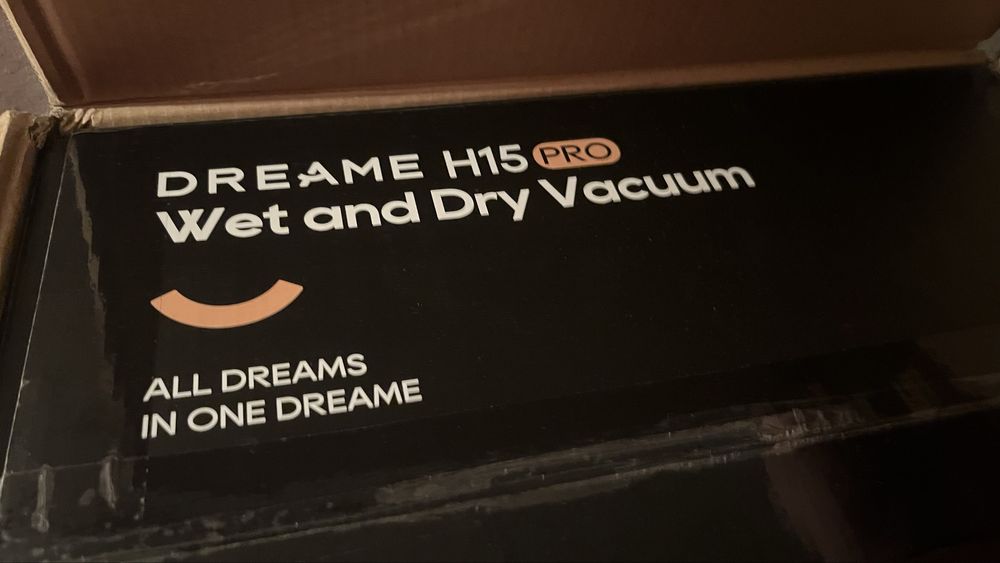 DREAME H15 PRO
Wet and Dry Vacuum
ALL DREAMS
IN ONE DREAME